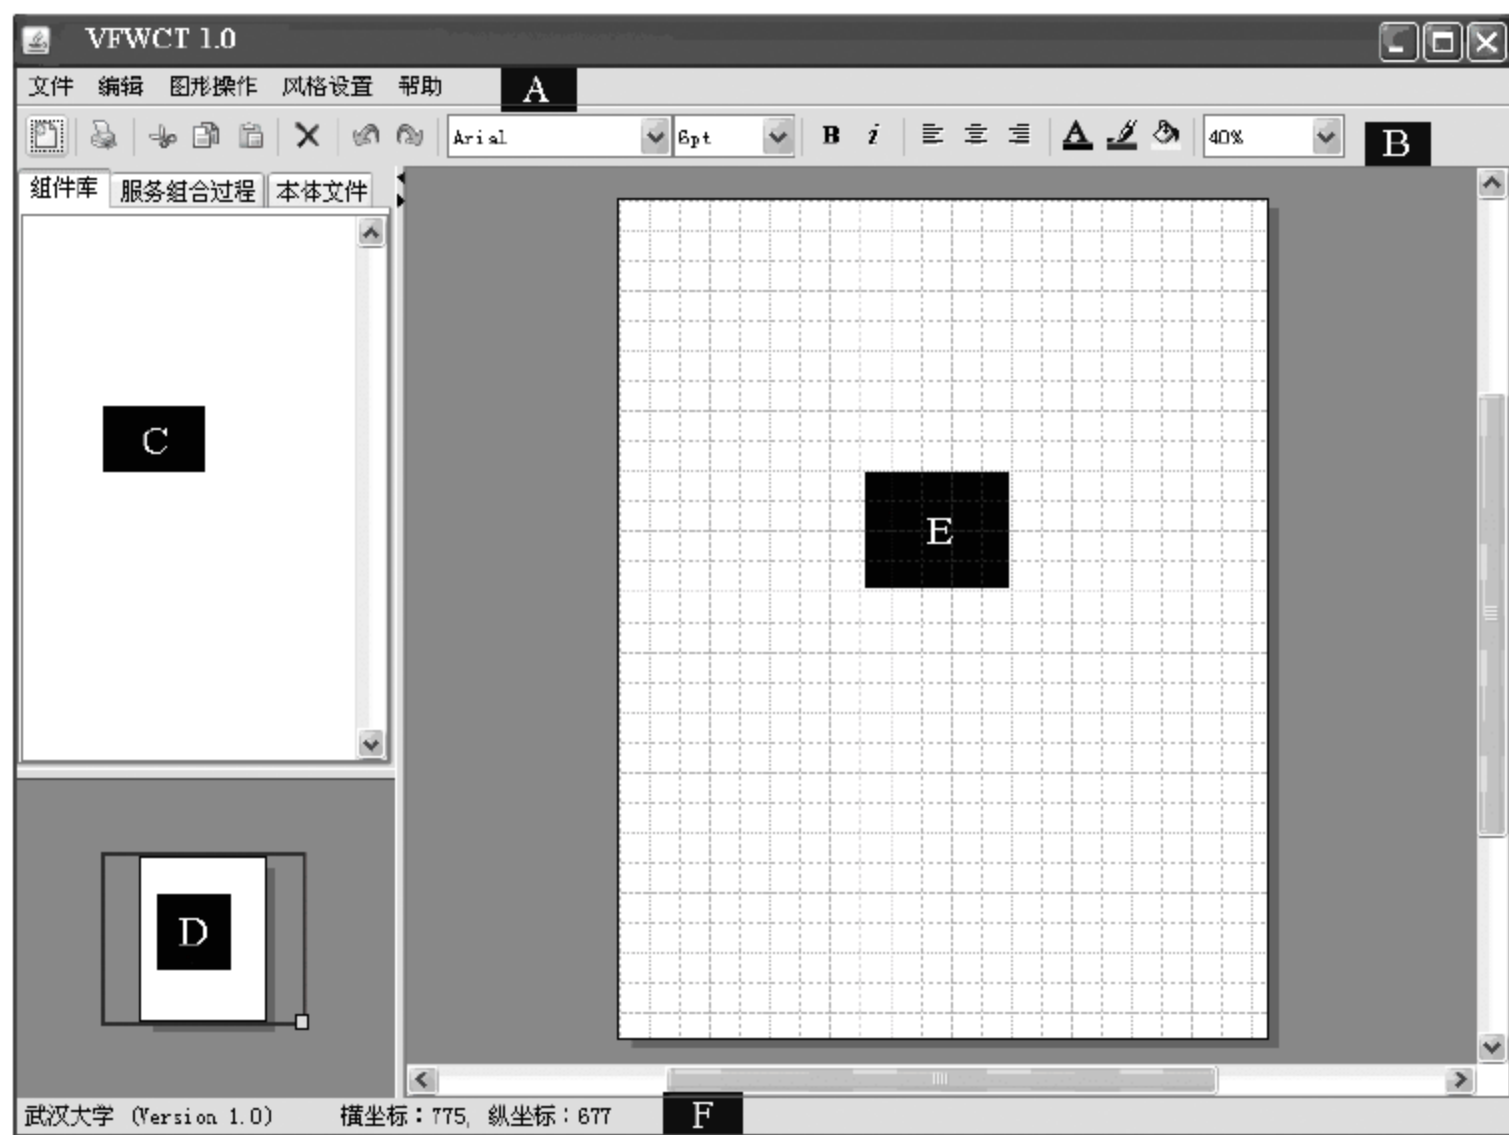 VFWCT 1.0
文件 编辑 图形操作 风格设置 帮助 A
Arial 6pt B i A 40% B
组件库 服务组合过程 本体文件
C
E
D
武汉大学 (Version 1.0) 横坐标：775, 纵坐标：677 F